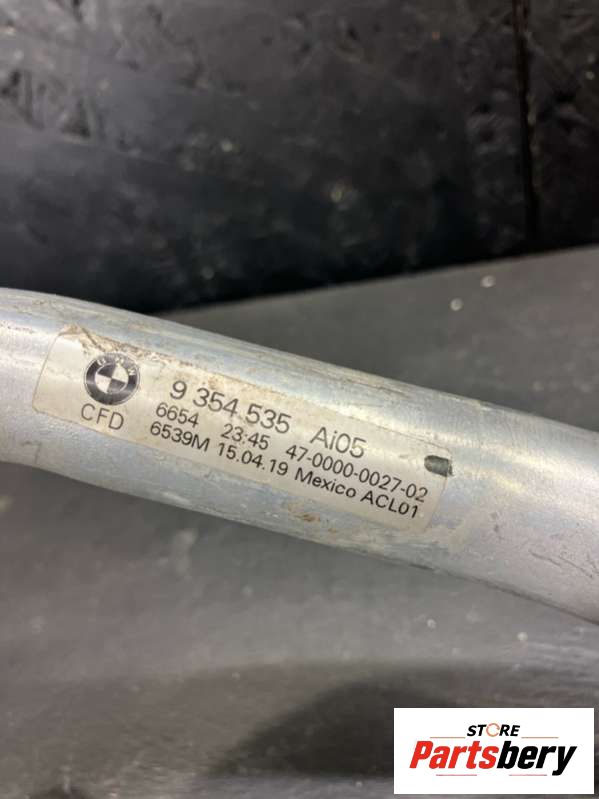 BMW
9 354 535 Ai05
CFD
6654 23:45 47-0000-0027-02
6539M 15.04.19 Mexico ACL01
STORE
Partsbery